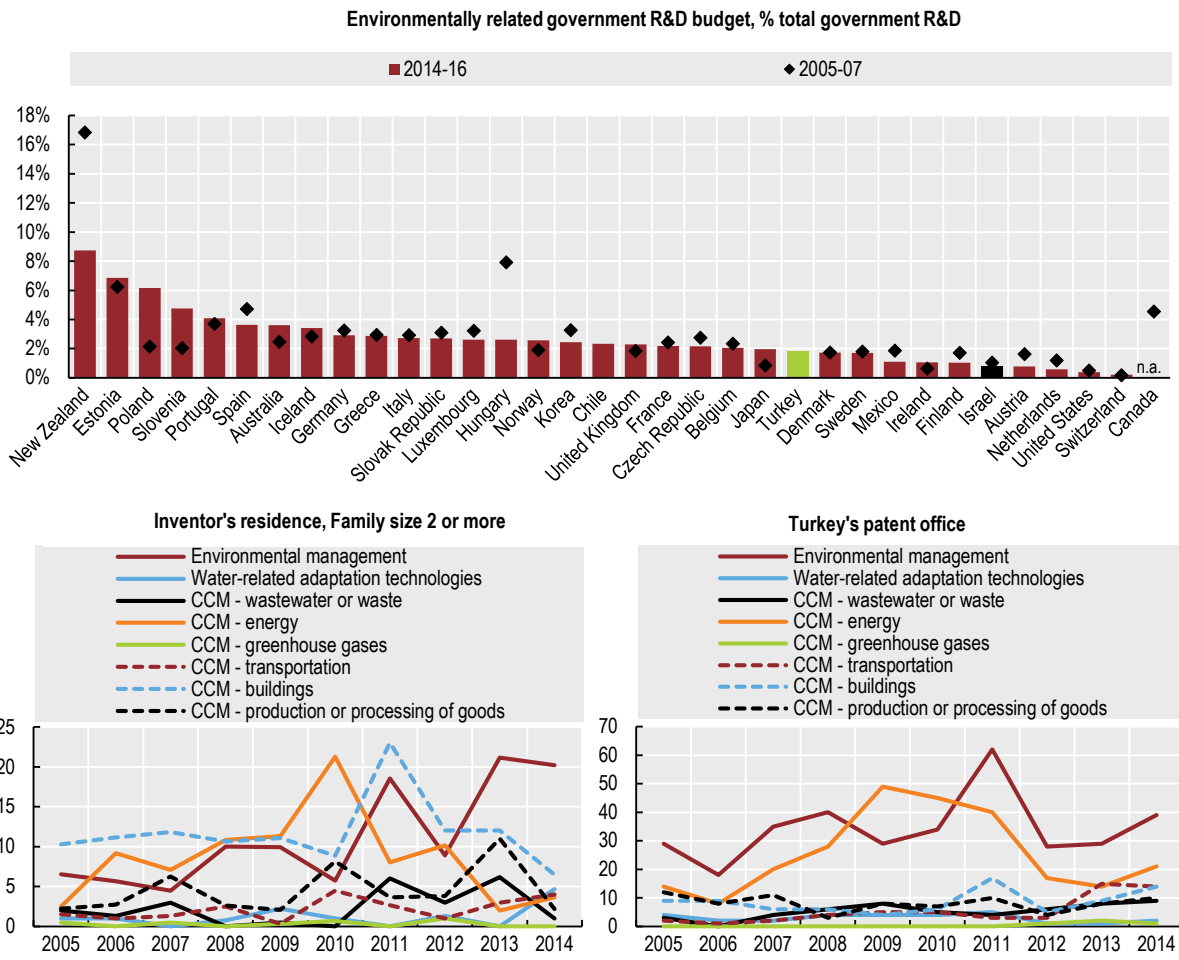 Environmentally related government R&D budget, % total government R&D
2014-16 2005-07
18%
16%
14%
12%
10%
8%
6%
4%
2%
0%
n.a.
New Zealand
Estonia
Poland
Slovenia
Portugal
Spain
Australia
Iceland
Germany
Greece
Italy
Slovak Republic
Luxembourg
Hungary
Norway
Korea
Chile
United Kingdom
France
Czech Republic
Belgium
Japan
Turkey
Denmark
Sweden
Mexico
Ireland
Finland
Israel
Austria
Netherlands
United States
Switzerland
Canada
Inventor's residence, Family size 2 or more
Environmental management
Water-related adaptation technologies
CCM - wastewater or waste
CCM - energy
CCM - greenhouse gases
CCM - transportation
CCM - buildings
CCM - production or processing of goods
25
20
15
10
5
0
2005 2006 2007 2008 2009 2010 2011 2012 2013 2014
Turkey's patent office
Environmental management
Water-related adaptation technologies
CCM - wastewater or waste
CCM - energy
CCM - greenhouse gases
CCM - transportation
CCM - buildings
CCM - production or processing of goods
70
60
50
40
30
20
10
0
2005 2006 2007 2008 2009 2010 2011 2012 2013 2014